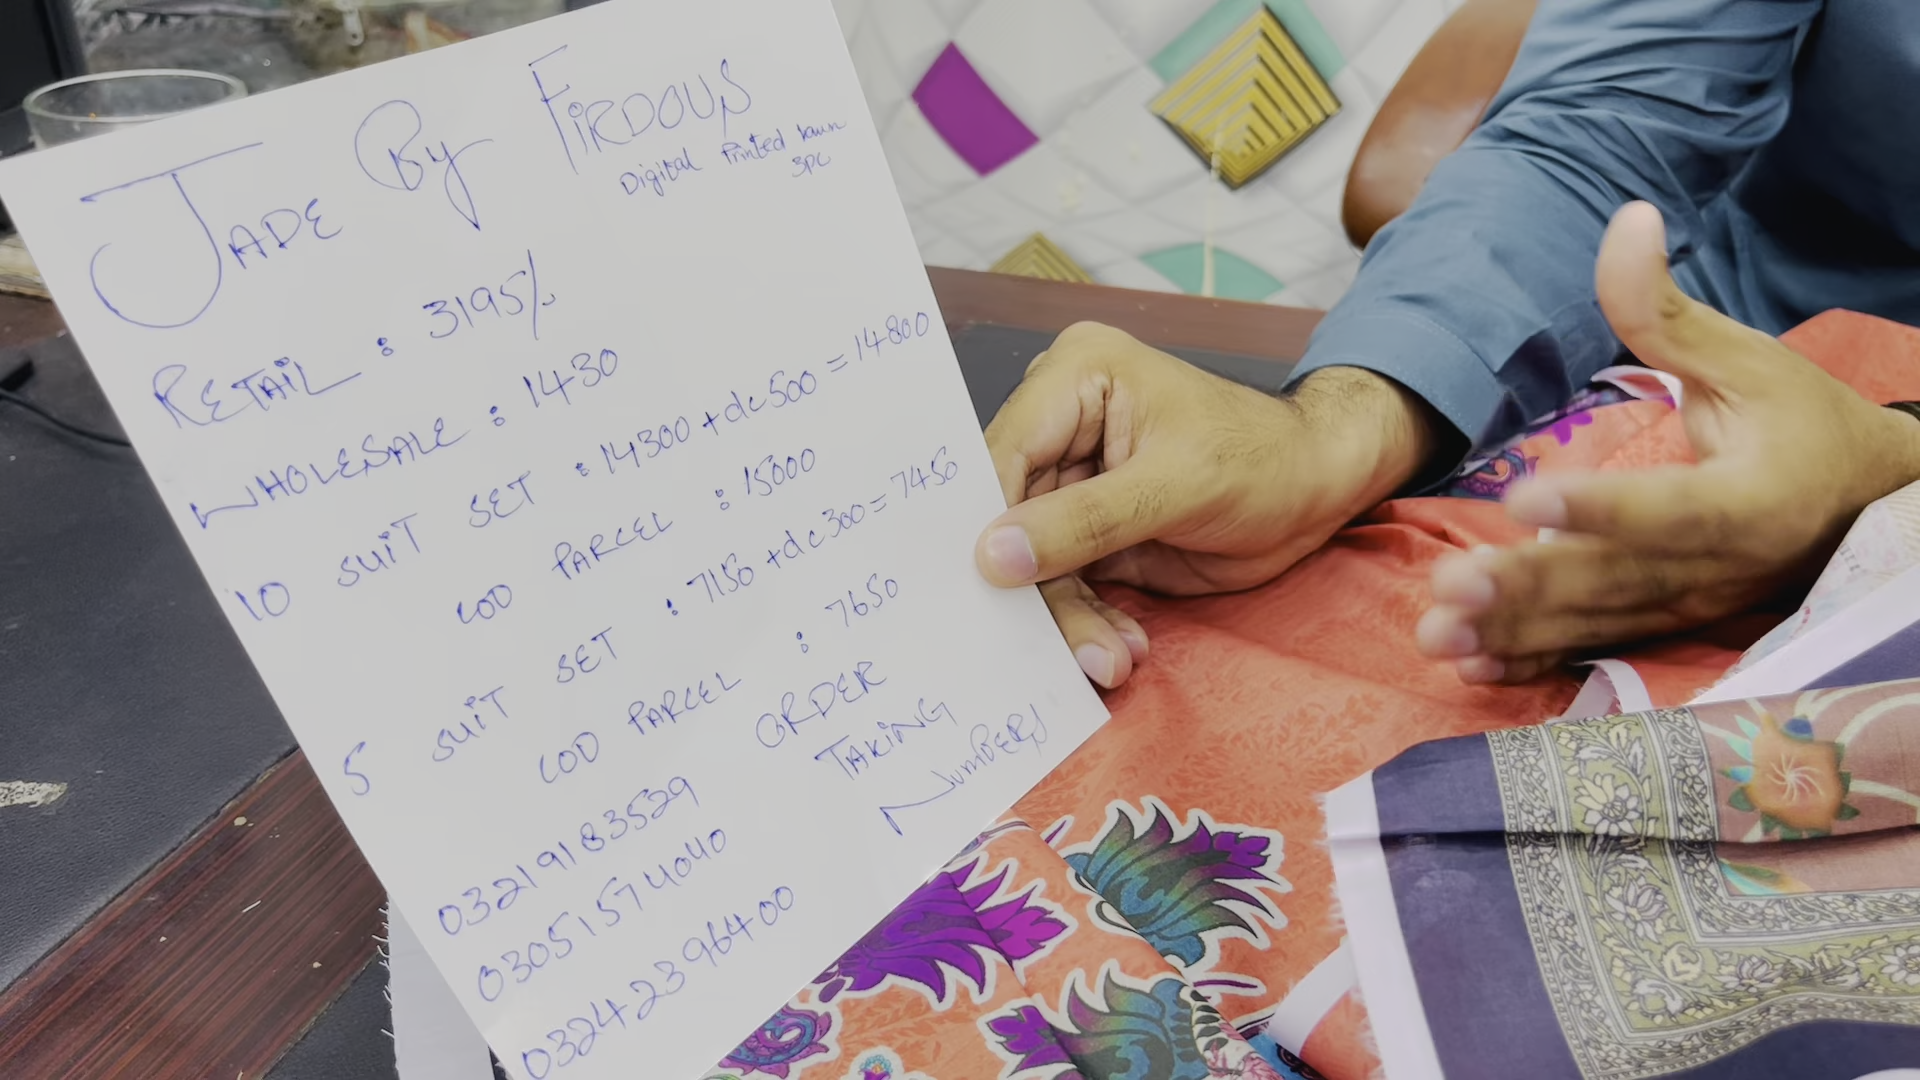 JADE By FIRDOUS
Digital Printed Lawn
3PC
RETAIL : 3195/-
WHOLESALE : 1430
10 SUIT SET : 14300 + dc 500 = 14800
COD PARCEL : 15000
5 SUIT SET : 7150 + dc 300 = 7450
COD PARCEL : 7650
ORDER
TAKING
NUMBERS
03219183529
03051574040
03242396400